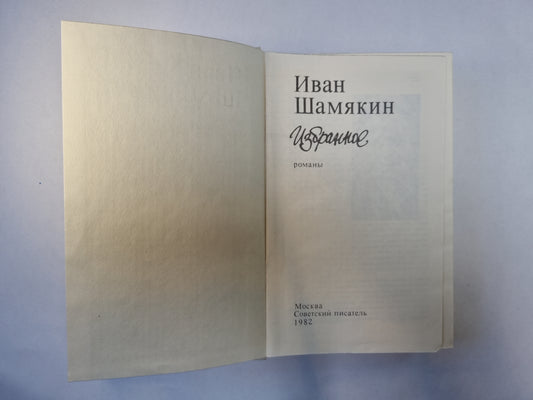 Иван
Шамякин
Избранное
романы
Москва
Советский писатель
1982